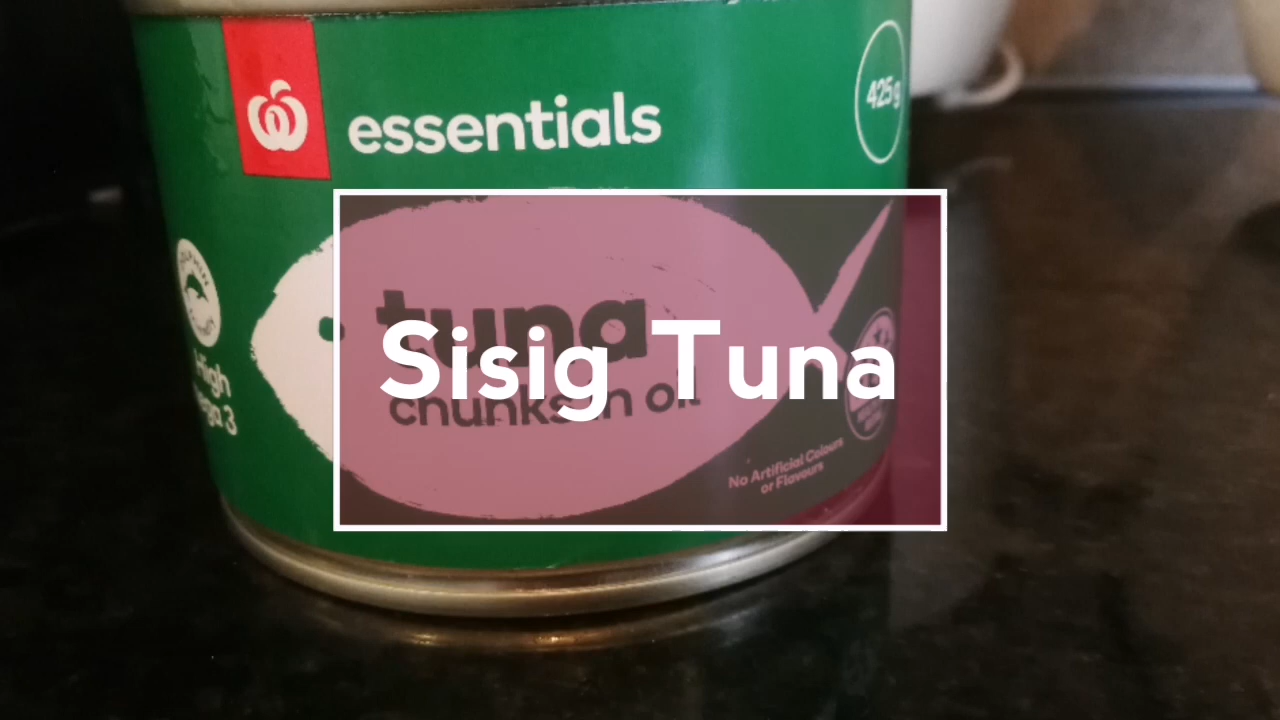 essentials
425g
tuna
Sisig Tuna
chunks in oil
High
No Artificial Colours
or Flavours